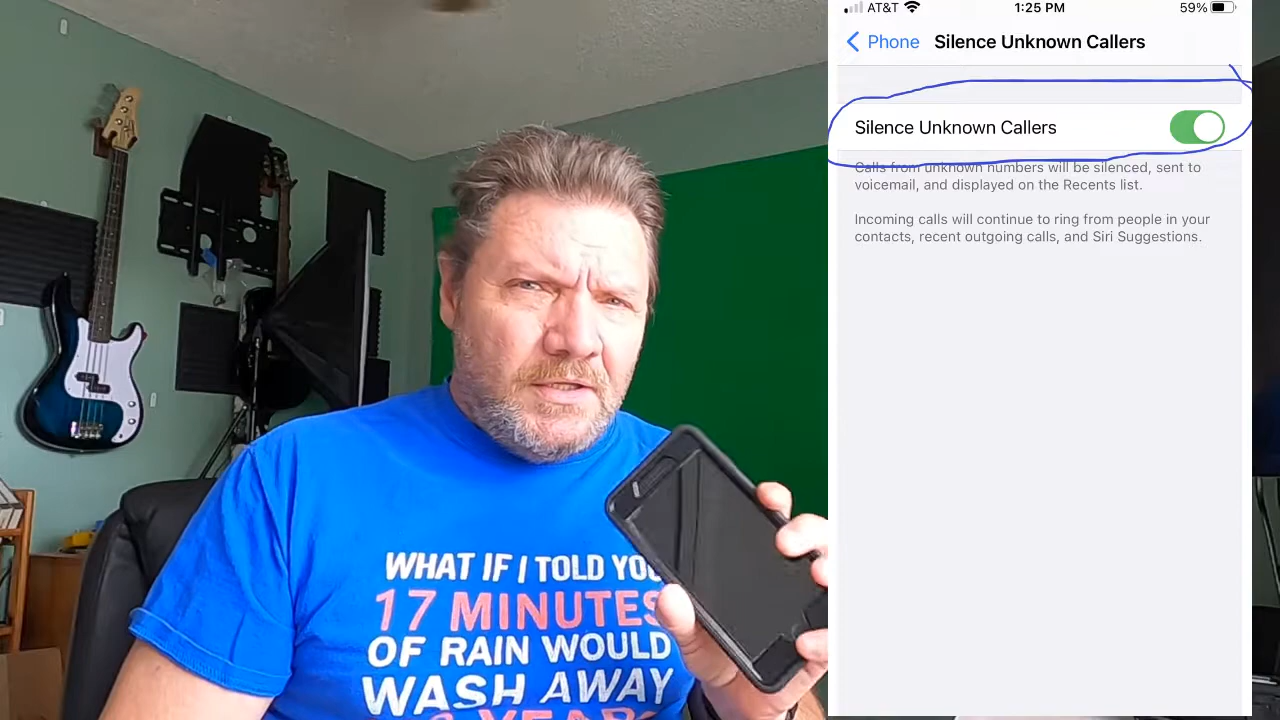 AT&T 1:25 PM 59%
Phone Silence Unknown Callers
Silence Unknown Callers
Calls from unknown numbers will be silenced, sent to
voicemail, and displayed on the Recents list.
Incoming calls will continue to ring from people in your
contacts, recent outgoing calls, and Siri Suggestions.
WHAT IF I TOLD YOU
17 MINUTES
OF RAIN WOULD
WASH AWAY